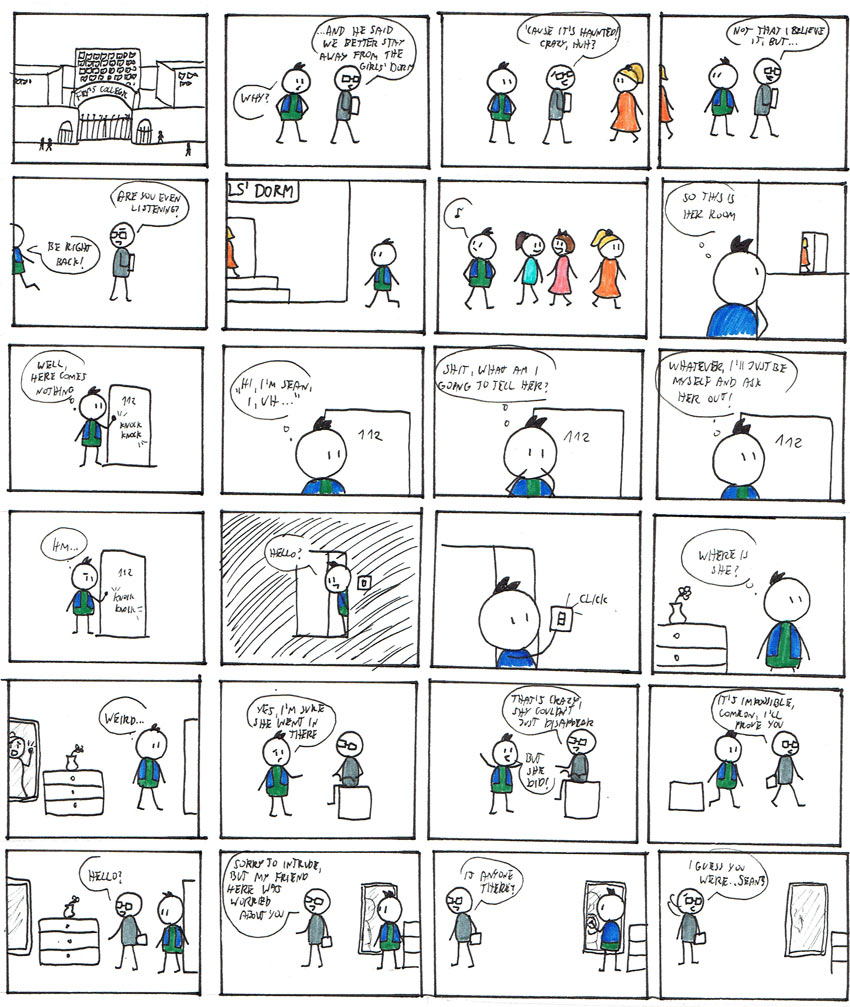 FRAS COLLEGE
...AND HE SAID
WE BETTER STAY
AWAY FROM THE
GIRLS' DORM
WHY?
'CAUSE IT'S HAUNTED!
CRAZY, HUH?
NOT THAT I BELIEVE
IT, BUT...
ARE YOU EVEN
LISTENING?
BE RIGHT
BACK!
LS' DORM
SO THIS IS
HER ROOM
WELL,
HERE COMES
NOTHING
112
KNOCK
KNOCK
"HI, I'M SEAN,
I, UH..."
112
SHIT, WHAT AM I
GOING TO TELL HER?
112
WHATEVER, I'LL JUST BE
MYSELF AND ASK
HER OUT!
112
HM...
112
KNOCK
KNOCK
HELLO?
CLICK
WHERE IS
SHE?
WEIRD...
YES, I'M SURE
SHE WENT IN
THERE
THAT'S CRAZY,
SHY COULDN'T
JUST DISAPPEAR
BUT
SHE
DID!
IT'S IMPOSSIBLE,
COMEON, I'LL
PROVE YOU
HELLO?
SORRY TO INTRUDE,
BUT MY FRIEND
HERE WAS
WORRIED
ABOUT YOU
IS ANYONE
THERE?
I GUESS YOU
WERE...SEAN?